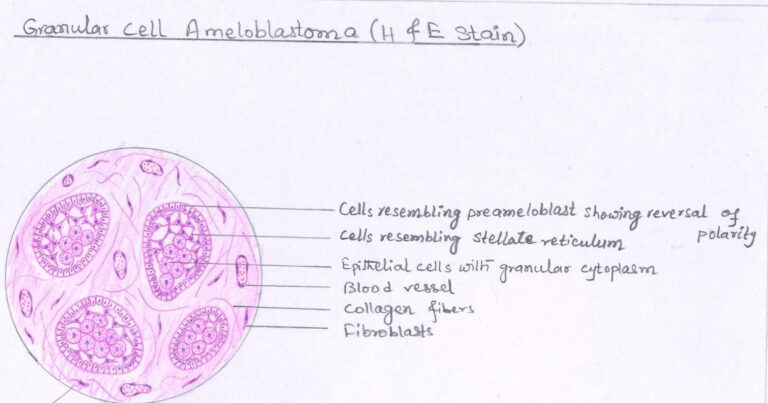 Granular cell Ameloblastoma (H & E Stain)
Cells resembling preameloblast showing reversal of polarity
Cells resembling stellate reticulum
Epithelial cells with granular cytoplasm
Blood vessel
Collagen fibers
Fibroblasts